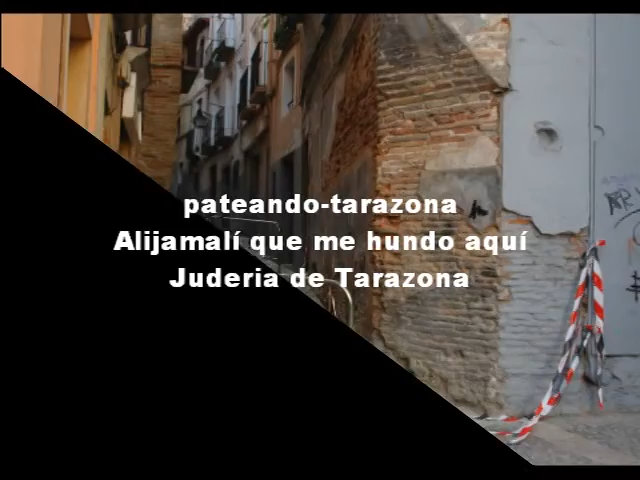 pateando-tarazona
Alijamalí que me hundo aquí
Juderia de Tarazona